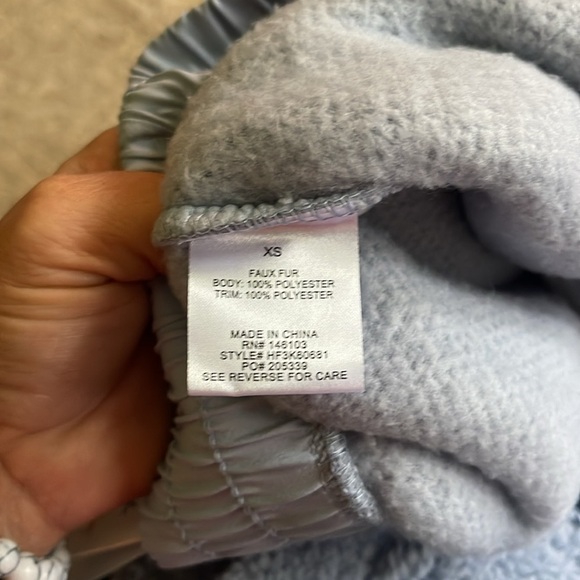 XS
FAUX FUR
BODY: 100% POLYESTER
TRIM: 100% POLYESTER
MADE IN CHINA
RN# 146103
STYLE# HF3K60681
PO# 205339
SEE REVERSE FOR CARE